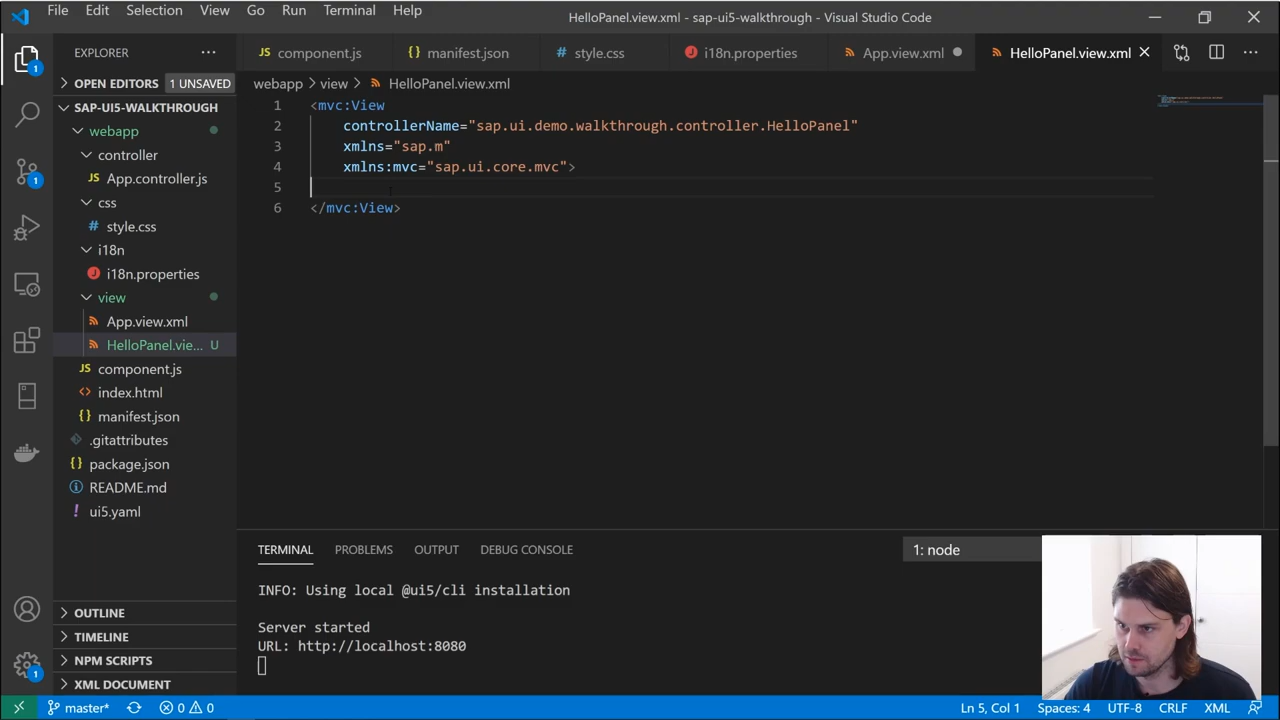 File Edit Selection View Go Run Terminal Help
HelloPanel.view.xml - sap-ui5-walkthrough - Visual Studio Code
EXPLORER
component.js
manifest.json
style.css
i18n.properties
App.view.xml
HelloPanel.view.xml
OPEN EDITORS 1 UNSAVED
webapp > view > HelloPanel.view.xml
SAP-UI5-WALKTHROUGH
webapp
controller
JS App.controller.js
css
# style.css
i18n
i18n.properties
view
App.view.xml
HelloPanel.vie... U
JS component.js
<> index.html
{} manifest.json
.gitattributes
{} package.json
README.md
! ui5.yaml
OUTLINE
TIMELINE
NPM SCRIPTS
XML DOCUMENT
1 <mvc:View
2 controllerName="sap.ui.demo.walkthrough.controller.HelloPanel"
3 xmlns="sap.m"
4 xmlns:mvc="sap.ui.core.mvc">
5
6 </mvc:View>
TERMINAL PROBLEMS OUTPUT DEBUG CONSOLE
1: node
INFO: Using local @ui5/cli installation
Server started
URL: http://localhost:8080
1
1
1
master* 0 0
Ln 5, Col 1 Spaces: 4 UTF-8 CRLF XML